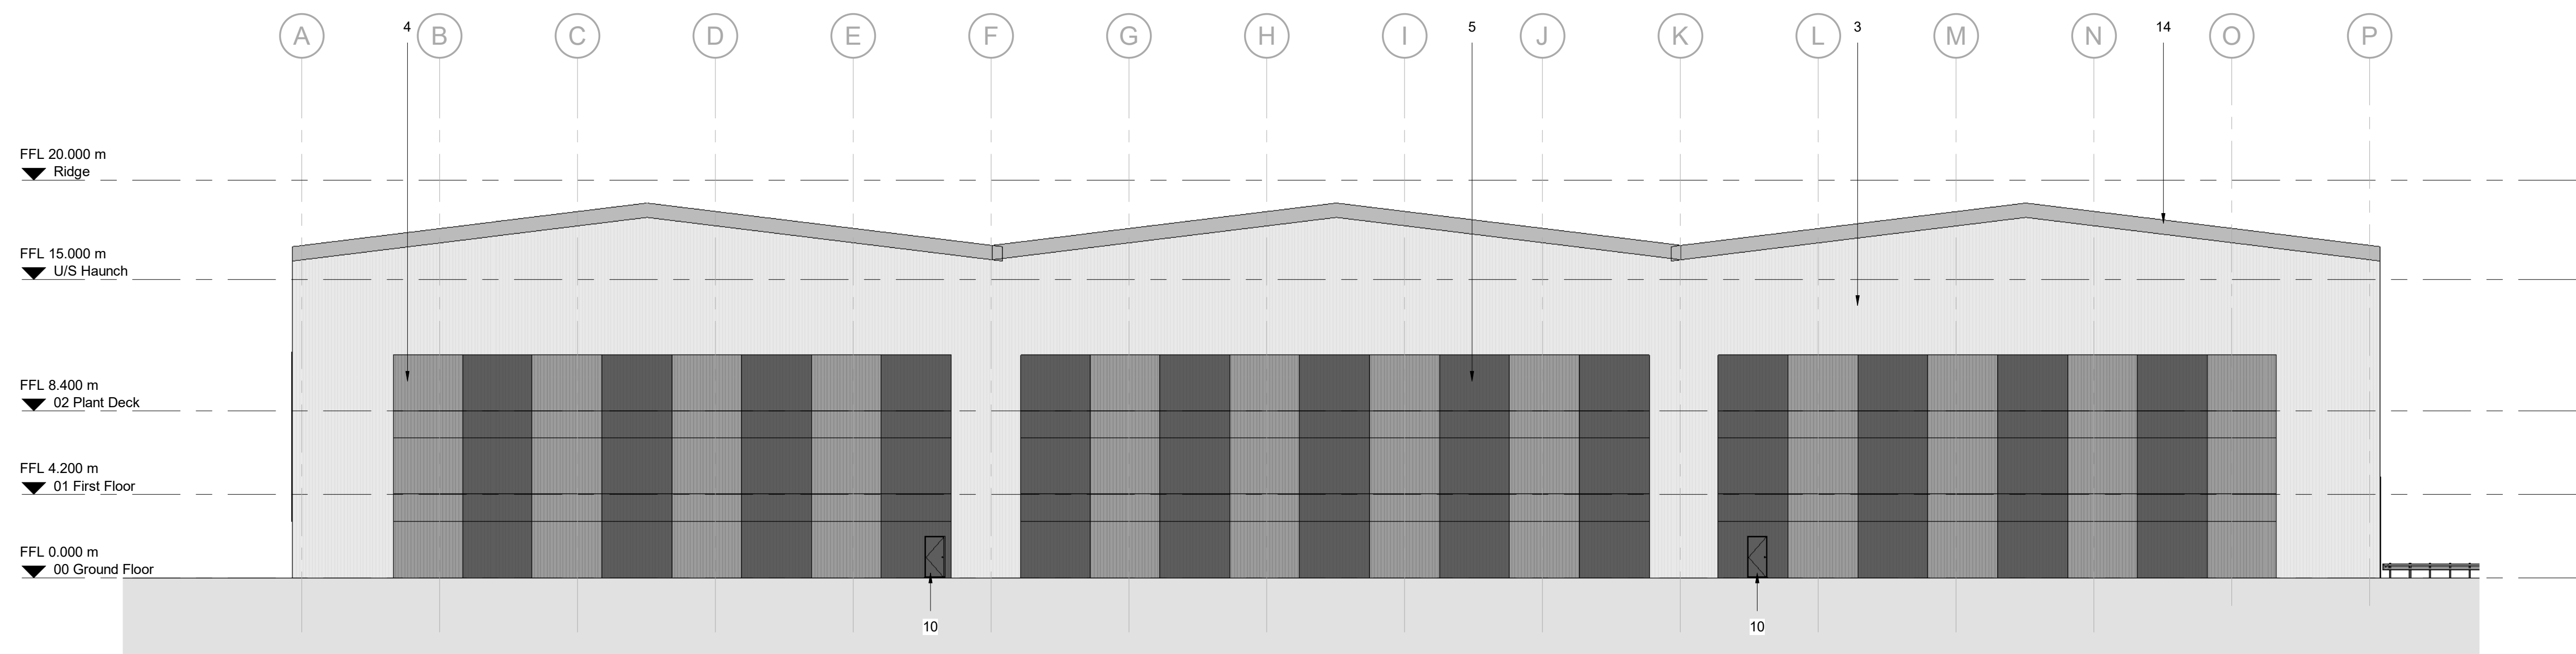 A 4 B C D E F G H I 5 J K L 3 M N 14 O P
FFL 20.000 m
Ridge
FFL 15.000 m
U/S Haunch
FFL 8.400 m
02 Plant Deck
FFL 4.200 m
01 First Floor
FFL 0.000 m
00 Ground Floor
10 10